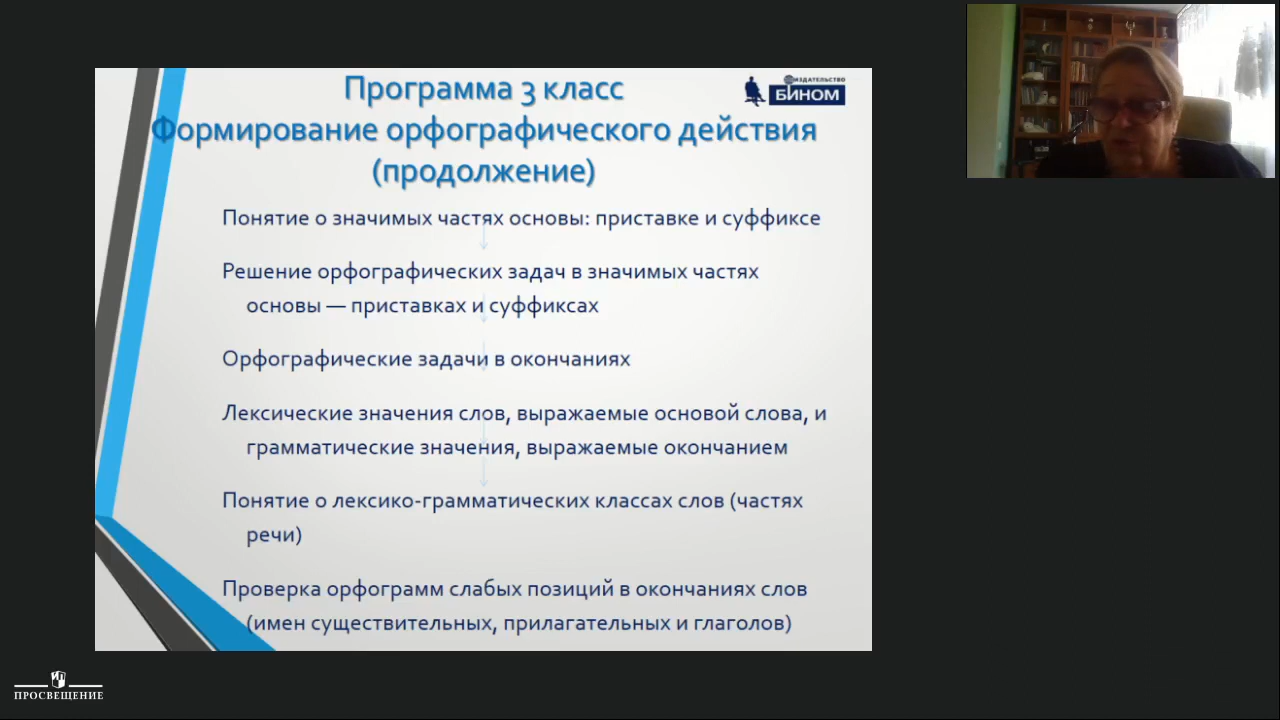 Программа 3 класс
Формирование орфографического действия
(продолжение)
ИЗДАТЕЛЬСТВО
БИНОМ
Понятие о значимых частях основы: приставке и суффиксе
Решение орфографических задач в значимых частях
основы — приставках и суффиксах
Орфографические задачи в окончаниях
Лексические значения слов, выражаемые основой слова, и
грамматические значения, выражаемые окончанием
Понятие о лексико-грамматических классах слов (частях
речи)
Проверка орфограмм слабых позиций в окончаниях слов
(имен существительных, прилагательных и глаголов)
ПРОСВЕЩЕНИЕ